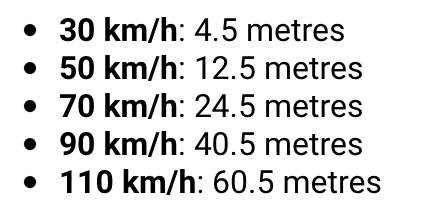 • 30 km/h: 4.5 metres
• 50 km/h: 12.5 metres
• 70 km/h: 24.5 metres
• 90 km/h: 40.5 metres
• 110 km/h: 60.5 metres